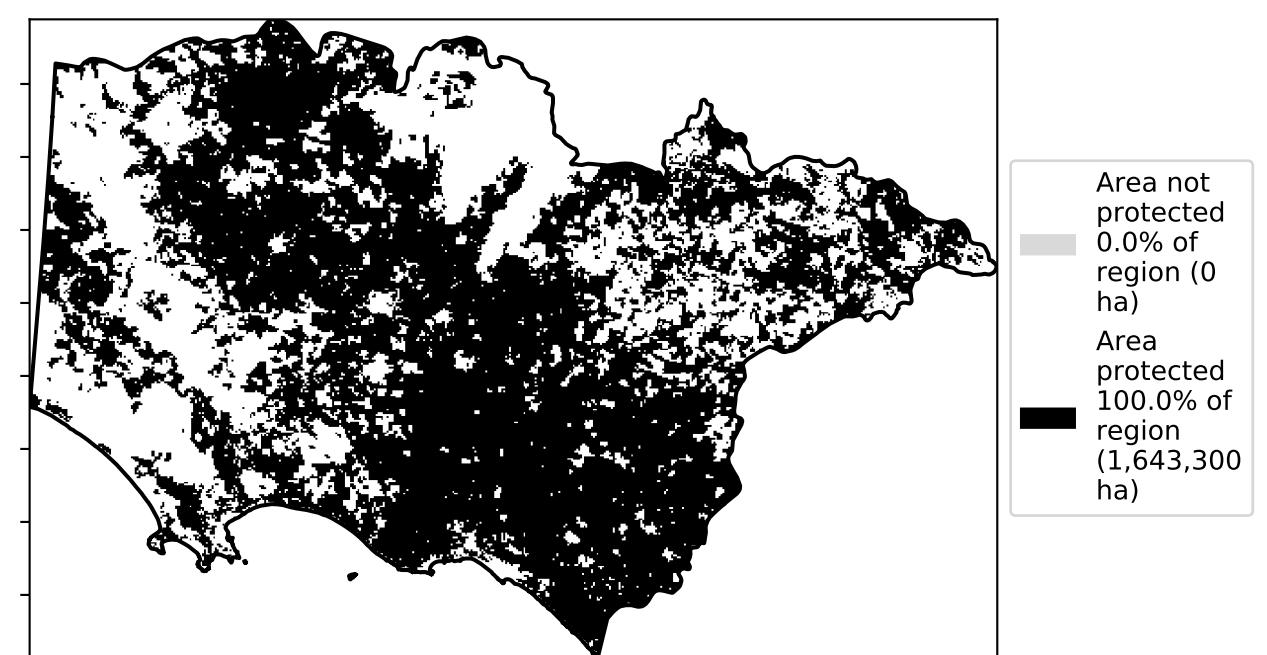 Area not
protected
0.0% of
region (0
ha)
Area
protected
100.0% of
region
(1,643,300
ha)